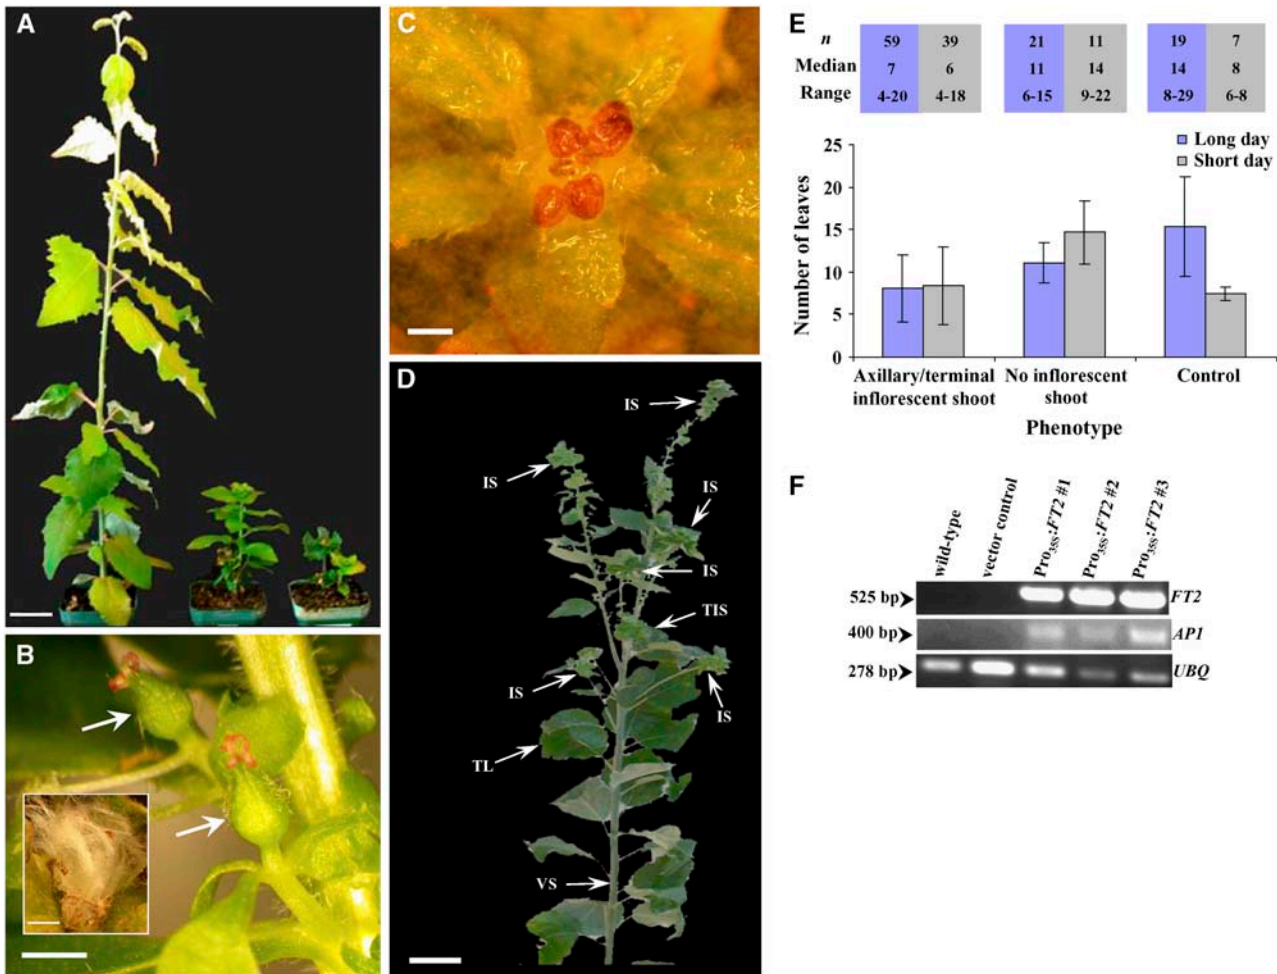 A
B
C
D
IS
IS
IS
IS
TIS
IS
IS
TL
VS
E
n 59 39 21 11 19 7
Median 7 6 11 14 14 8
Range 4-20 4-18 6-15 9-22 8-29 6-8
Long day
Short day
25
20
15
10
5
0
Number of leaves
Axillary/terminal inflorescent shoot
No inflorescent shoot
Control
Phenotype
F
wild-type
vector control
Pro35S:FT2 #1
Pro35S:FT2 #2
Pro35S:FT2 #3
525 bp FT2
400 bp AP1
278 bp UBQ